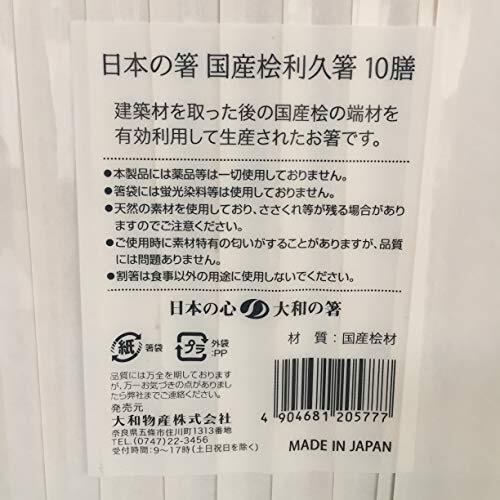 日本の箸 国産桧利久箸 10膳
建築材を取った後の国産桧の端材を
有効利用して生産されたお箸です。
●本製品には薬品等は一切使用しておりません。
●箸袋には蛍光染料等は使用しておりません。
●天然の素材を使用しており、ささくれ等が残る場合があり
ますのでご注意ください。
●ご使用時に素材特有の匂いがすることがありますが、品質
には問題ありません。
●割箸は食事以外の用途に使用しないでください。
日本の心 大和の箸
紙 箸袋
プラ 外袋:PP
材 質:国産桧材
品質には万全を期しております
が、万一お気づきの点がありまし
たら弊社までご連絡ください。
発売元
大和物産株式会社
奈良県五條市住川町1313番地
TEL.(0747)22-3456
受付時間:9〜17時(土日祝日を除く)
4 904681 205777
MADE IN JAPAN